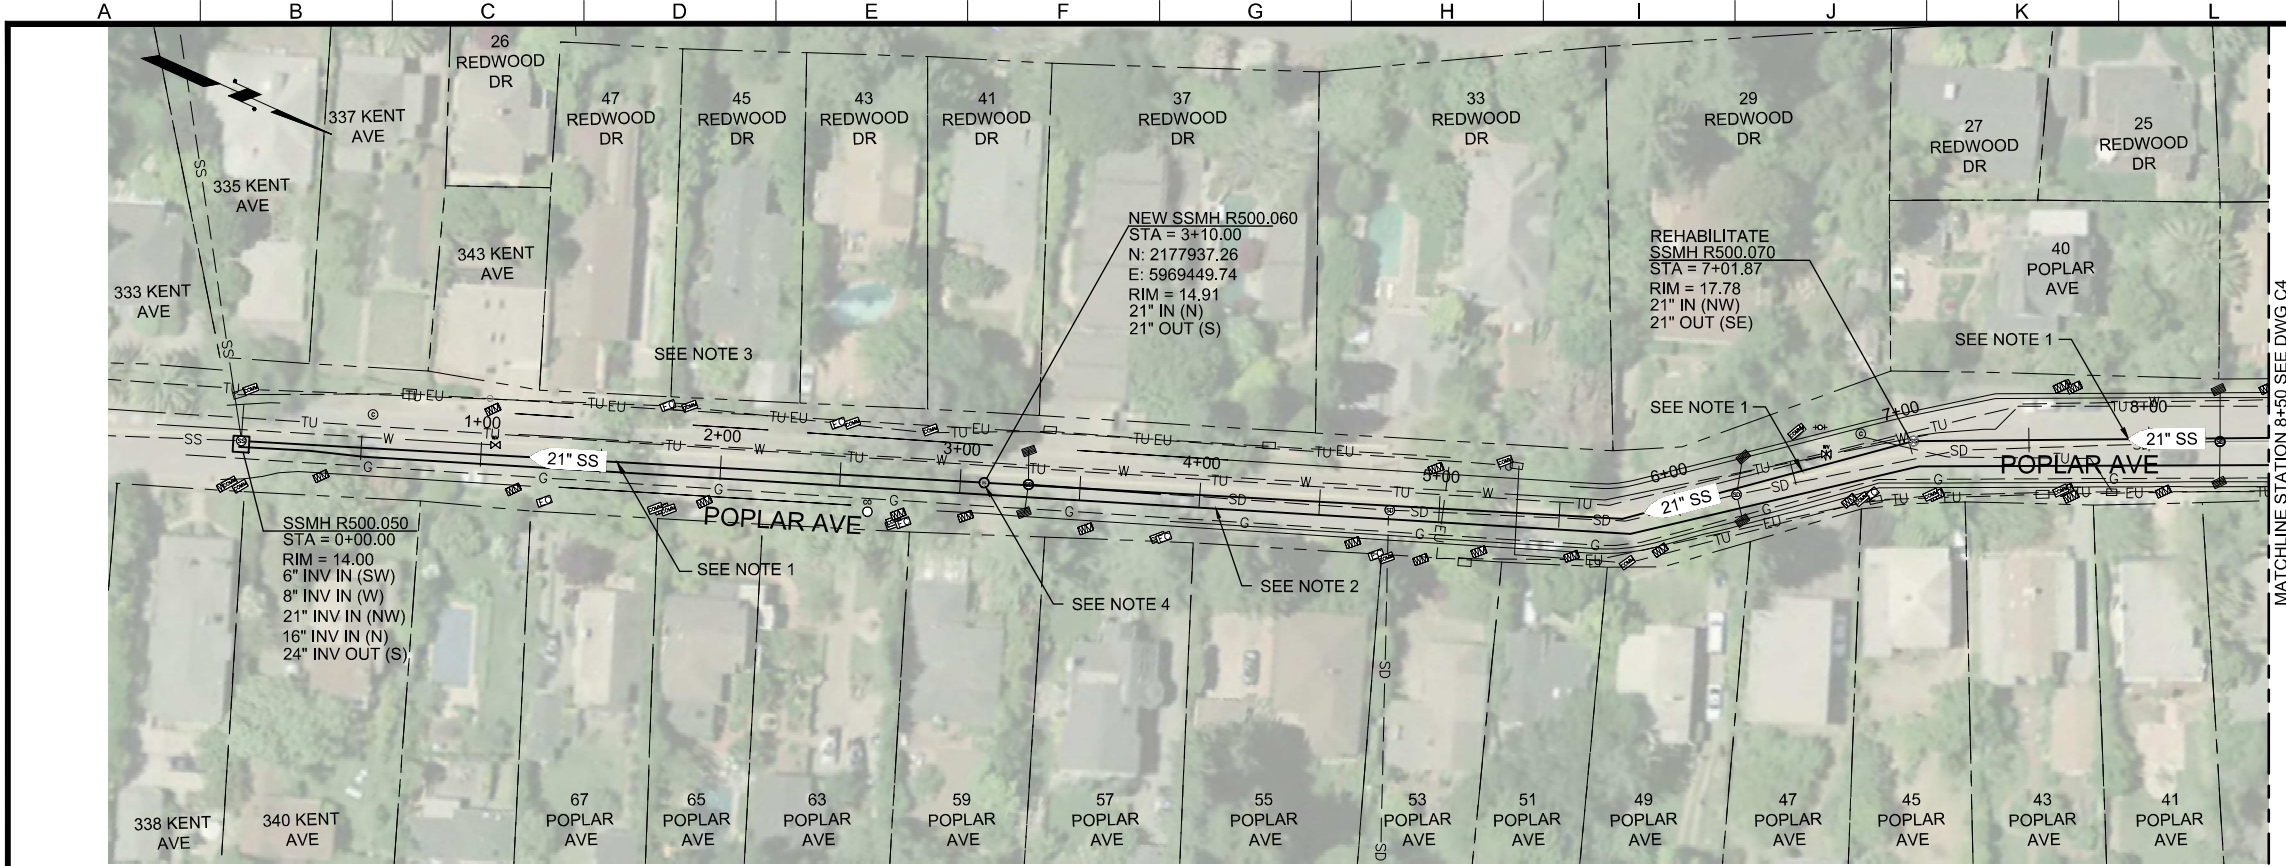 A B C D E F G H I J K L
26
REDWOOD
DR
47
REDWOOD
DR
45
REDWOOD
DR
43
REDWOOD
DR
41
REDWOOD
DR
37
REDWOOD
DR
33
REDWOOD
DR
29
REDWOOD
DR
27
REDWOOD
DR
25
REDWOOD
DR
337 KENT
AVE
335 KENT
AVE
343 KENT
AVE
333 KENT
AVE
40
POPLAR
AVE
SS
SS
NEW SSMH R500.060
STA = 3+10.00
N: 2177937.26
E: 5969449.74
RIM = 14.91
21" IN (N)
21" OUT (S)
REHABILITATE
SSMH R500.070
STA = 7+01.87
RIM = 17.78
21" IN (NW)
21" OUT (SE)
SEE NOTE 3
SEE NOTE 1
SEE NOTE 1
1+00
2+00
3+00
4+00
5+00
6+00
7+00
8+00
21" SS
21" SS
21" SS
POPLAR AVE
POPLAR AVE
SSMH R500.050
STA = 0+00.00
RIM = 14.00
6" INV IN (SW)
8" INV IN (W)
21" INV IN (NW)
16" INV IN (N)
24" INV OUT (S)
SEE NOTE 1
SEE NOTE 4
SEE NOTE 2
SD
SD
338 KENT
AVE
340 KENT
AVE
67
POPLAR
AVE
65
POPLAR
AVE
63
POPLAR
AVE
59
POPLAR
AVE
57
POPLAR
AVE
55
POPLAR
AVE
53
POPLAR
AVE
51
POPLAR
AVE
49
POPLAR
AVE
47
POPLAR
AVE
45
POPLAR
AVE
43
POPLAR
AVE
41
POPLAR
AVE
MATCHLINE STATION 8+50 SEE DWG C4